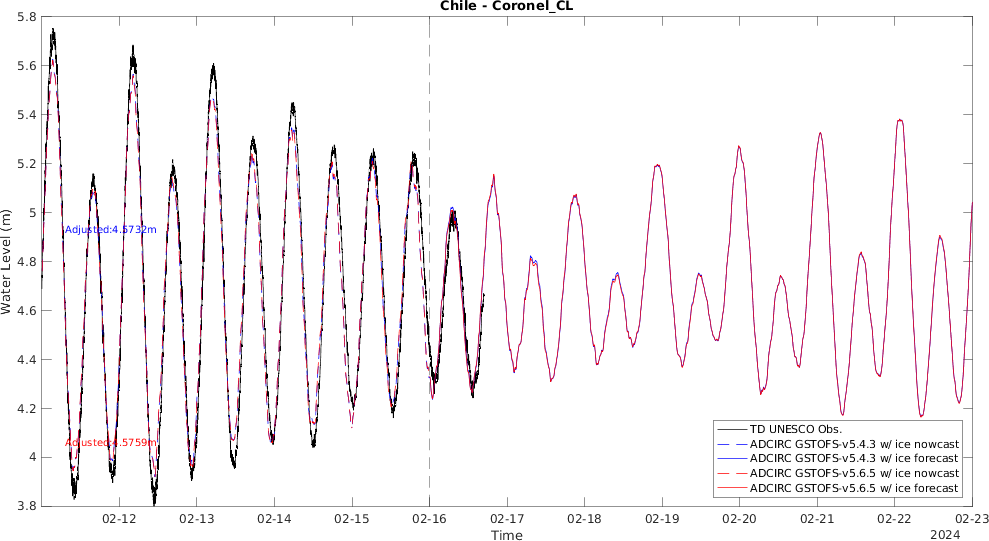 Chile - Coronel_CL
Water Level (m)
5.8
5.6
5.4
5.2
5
4.8
4.6
4.4
4.2
4
3.8
Adjusted:4.5732m
Adjusted:4.5759m
TD UNESCO Obs.
ADCIRC GSTOFS-v5.4.3 w/ ice nowcast
ADCIRC GSTOFS-v5.4.3 w/ ice forecast
ADCIRC GSTOFS-v5.6.5 w/ ice nowcast
ADCIRC GSTOFS-v5.6.5 w/ ice forecast
02-12 02-13 02-14 02-15 02-16 02-17 02-18 02-19 02-20 02-21 02-22 02-23
Time
2024